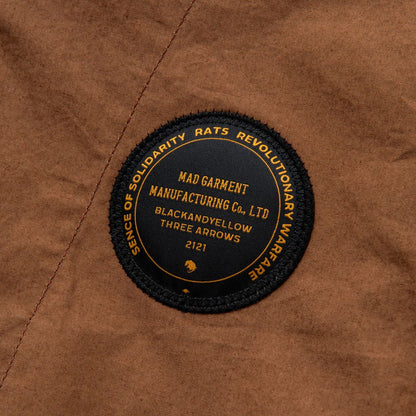 SENCE OF SOLIDARITY RATS REVOLUTIONARY WARFARE
MAD GARMENT
MANUFACTURING Co., LTD
BLACKANDYELLOW
THREE ARROWS
2121